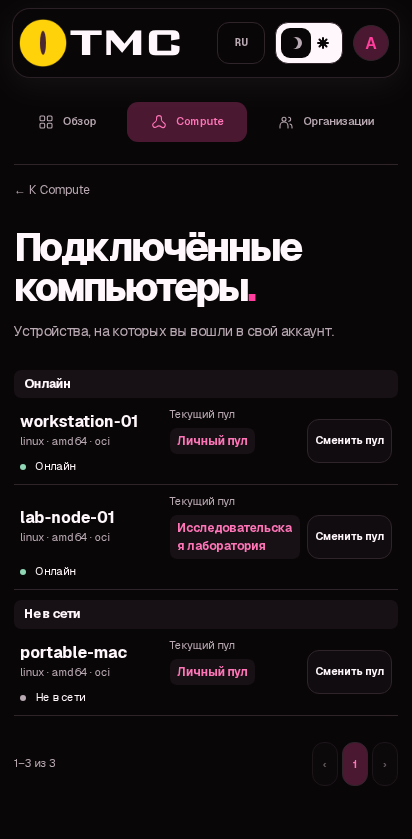 TMC
RU
A
Обзор
Compute
Организации
← К Compute
Подключённые
компьютеры.
Устройства, на которых вы вошли в свой аккаунт.
Онлайн
workstation-01
linux · amd64 · oci
Онлайн
Текущий пул
Личный пул
Сменить пул
lab-node-01
linux · amd64 · oci
Онлайн
Текущий пул
Исследовательска
я лаборатория
Сменить пул
Не в сети
portable-mac
linux · amd64 · oci
Не в сети
Текущий пул
Личный пул
Сменить пул
1–3 из 3
‹
1
›